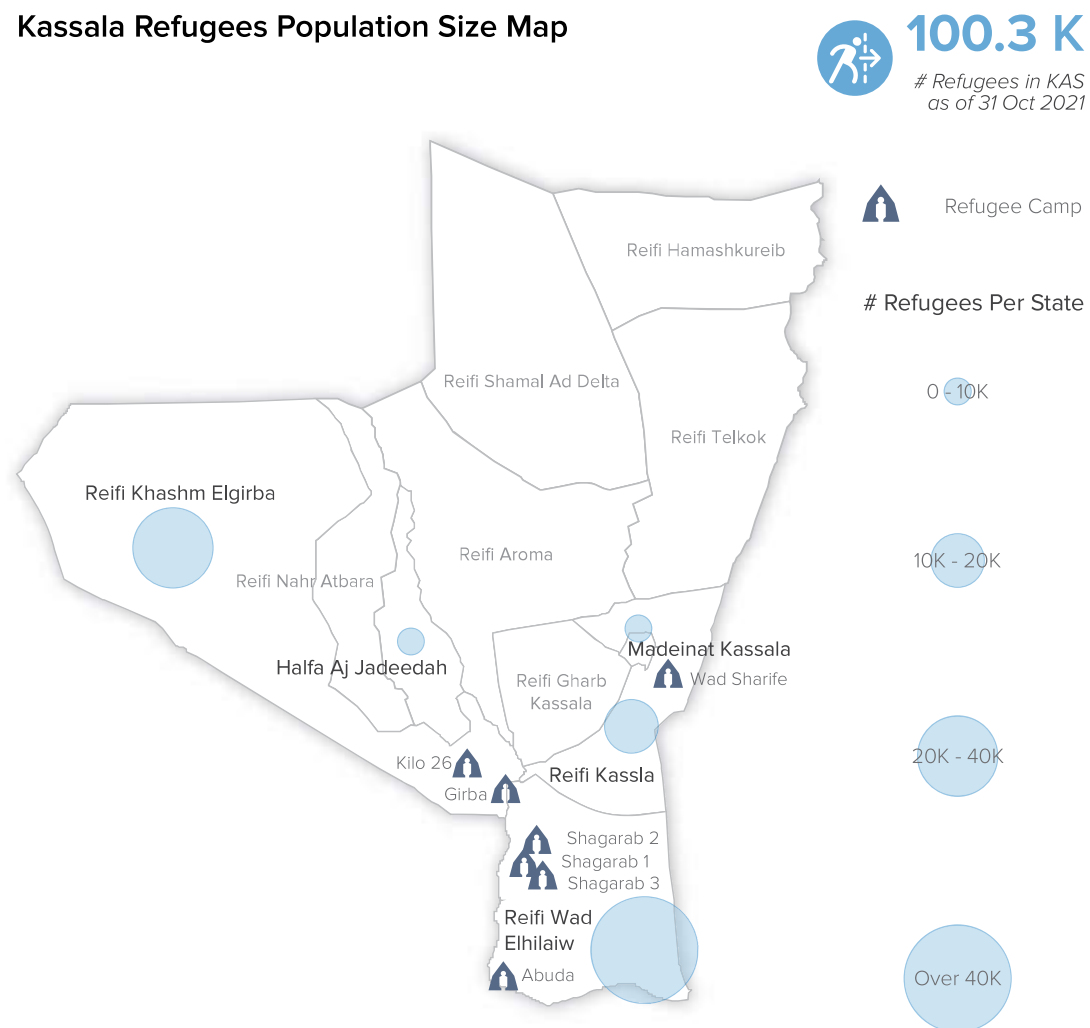 Kassala Refugees Population Size Map
100.3 K
# Refugees in KAS
as of 31 Oct 2021
Refugee Camp
# Refugees Per State
0 - 10K
10K - 20K
20K - 40K
Over 40K
Reifi Hamashkureib
Reifi Shamal Ad Delta
Reifi Telkok
Reifi Khashm Elgirba
Reifi Aroma
Reifi Nahr Atbara
Madeinat Kassala
Halfa Aj Jadeedah
Wad Sharife
Reifi Gharb
Kassala
Kilo 26
Reifi Kassla
Girba
Shagarab 2
Shagarab 1
Shagarab 3
Reifi Wad
Elhilaiw
Abuda